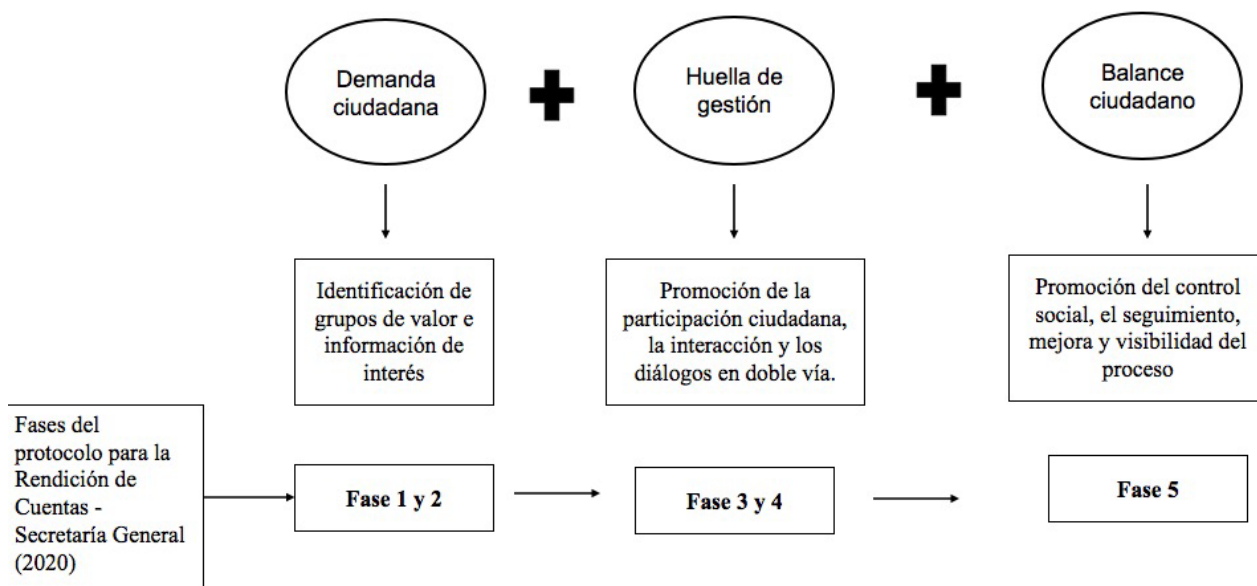 Demanda
ciudadana
Huella de
gestión
Balance
ciudadano
Identificación de
grupos de valor e
información de
interés
Promoción de la
participación ciudadana,
la interacción y los
diálogos en doble vía.
Promoción del control
social, el seguimiento,
mejora y visibilidad del
proceso
Fases del
protocolo para la
Rendición de
Cuentas -
Secretaría General
(2020)
Fase 1 y 2
Fase 3 y 4
Fase 5